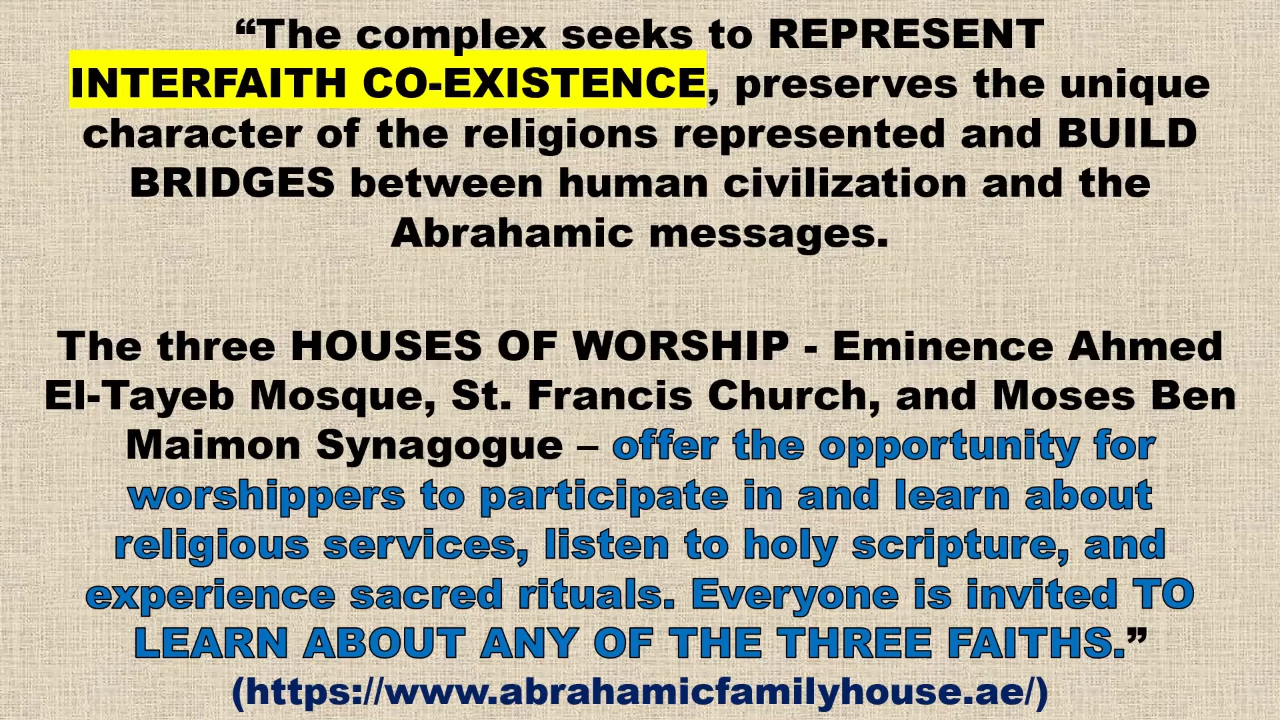 “The complex seeks to REPRESENT
INTERFAITH CO-EXISTENCE, preserves the unique
character of the religions represented and BUILD
BRIDGES between human civilization and the
Abrahamic messages.
The three HOUSES OF WORSHIP - Eminence Ahmed
El-Tayeb Mosque, St. Francis Church, and Moses Ben
Maimon Synagogue – offer the opportunity for
worshippers to participate in and learn about
religious services, listen to holy scripture, and
experience sacred rituals. Everyone is invited TO
LEARN ABOUT ANY OF THE THREE FAITHS.”
(https://www.abrahamicfamilyhouse.ae/)